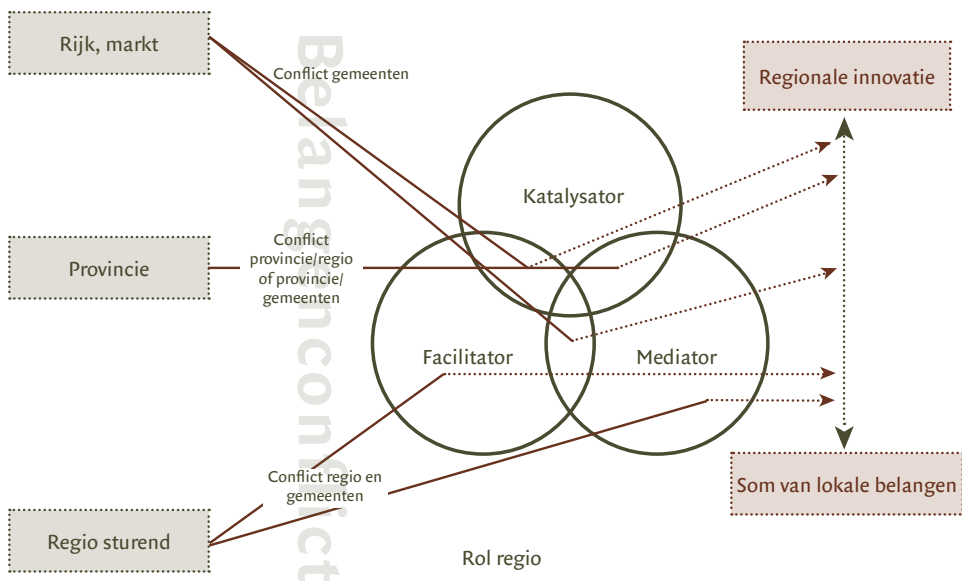 Rijk, markt
Belangenconflict
Conflict gemeenten
Regionale innovatie
Katalysator
Provincie
Conflict
provincie/regio
of provincie/
gemeenten
Facilitator
Mediator
Conflict regio en
gemeenten
Som van lokale belangen
Regio sturend
Rol regio